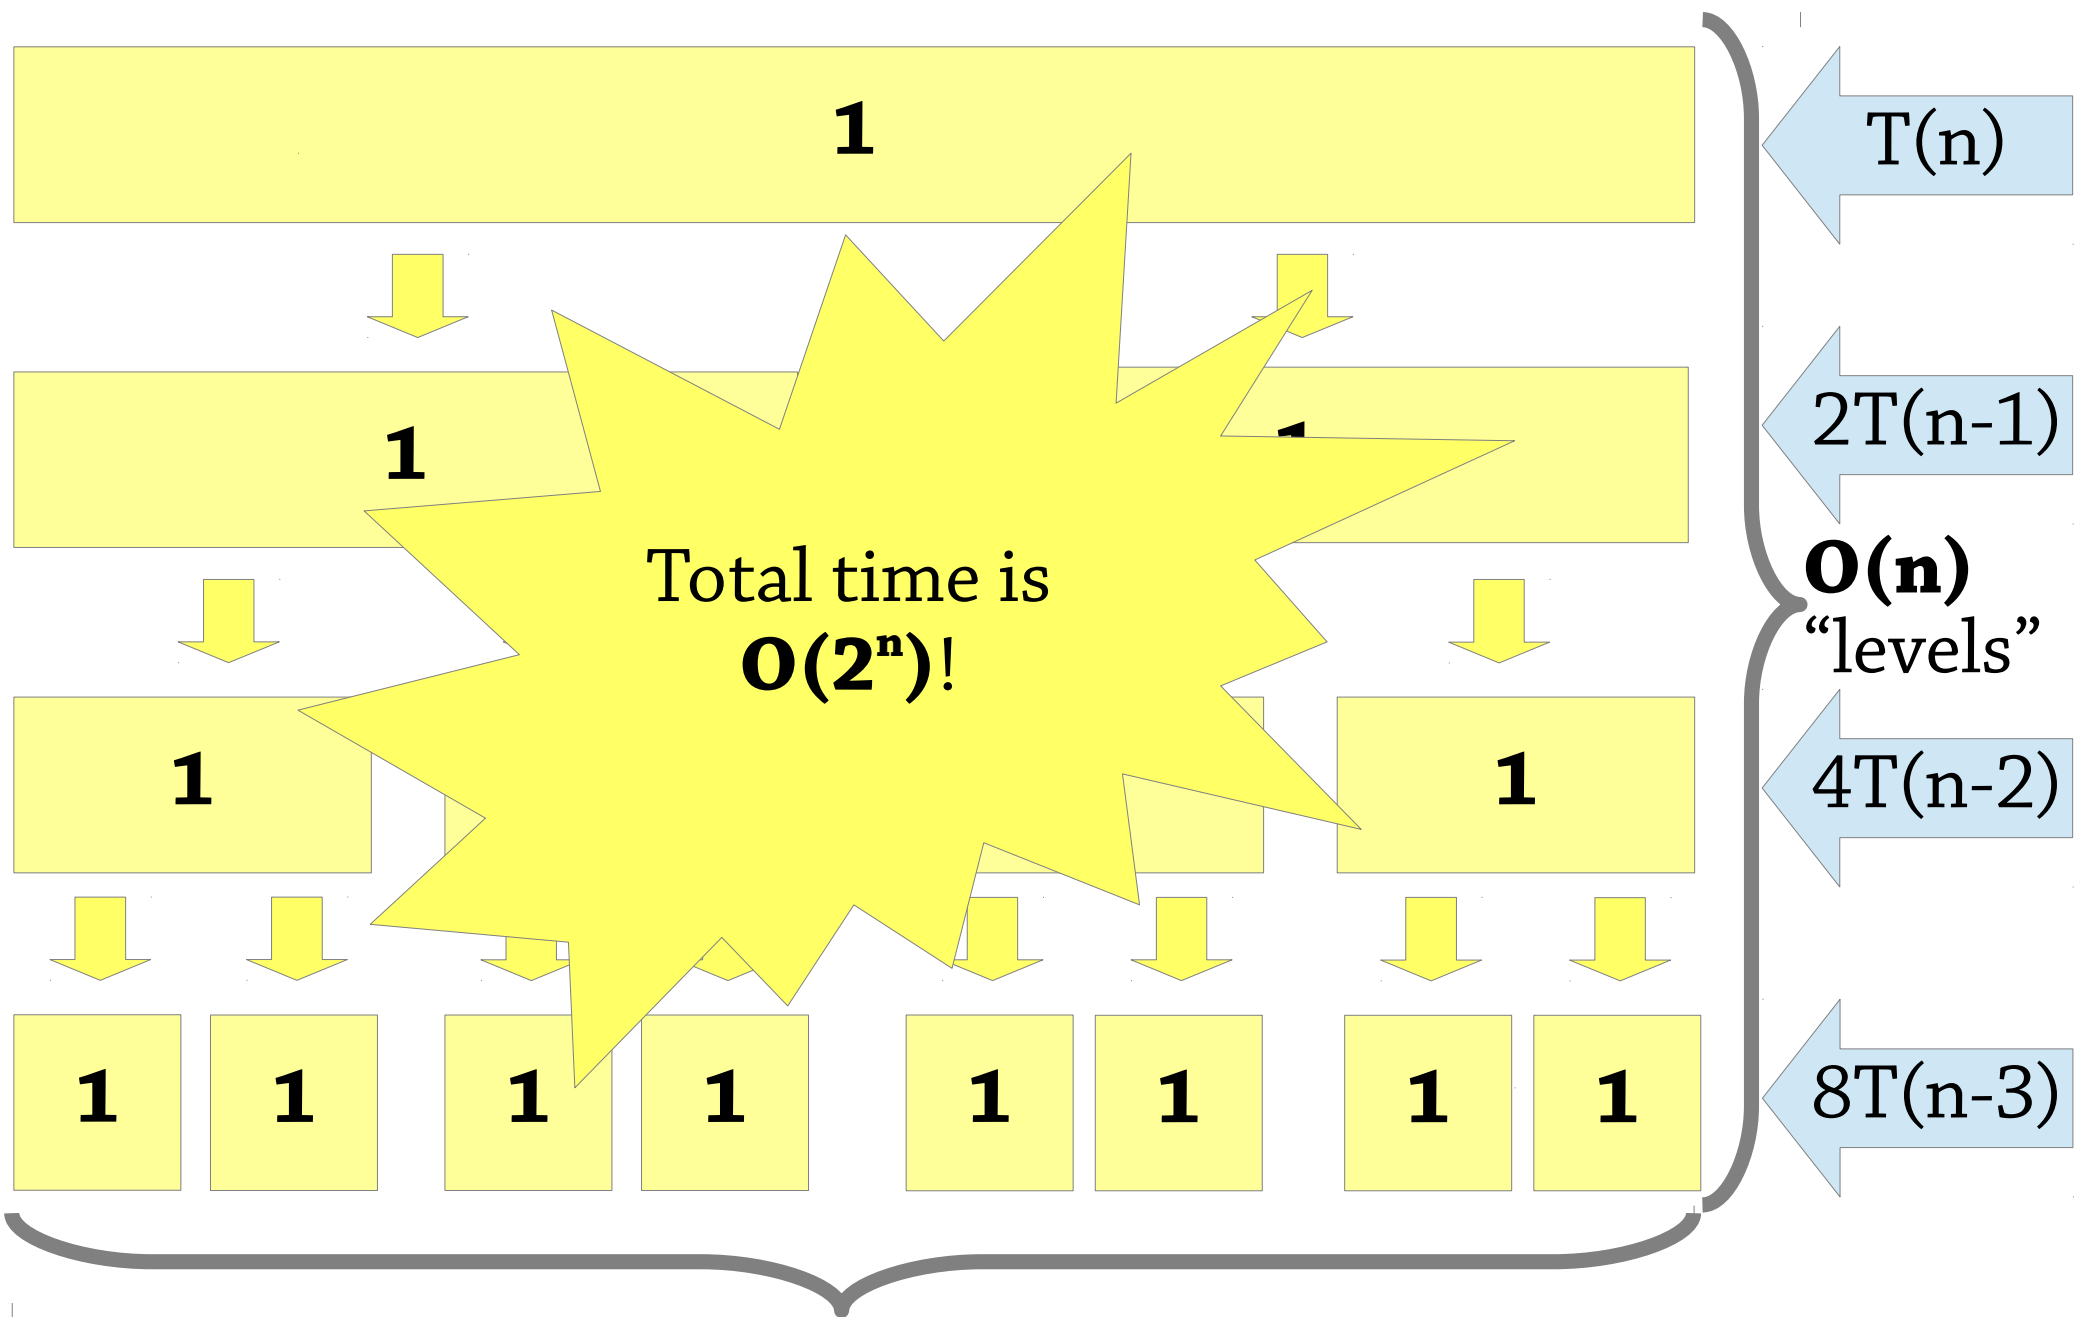 1
T(n)
1 1
2T(n-1)
Total time is
O(2ⁿ)!
O(n)
“levels”
1 1
4T(n-2)
1 1 1 1 1 1 1 1
8T(n-3)